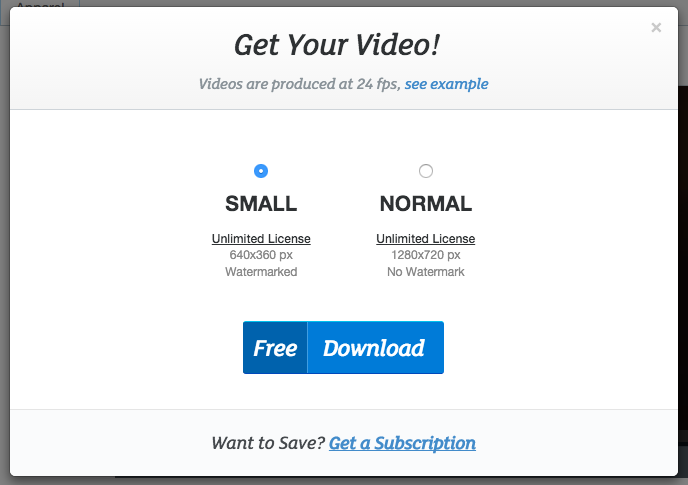 Apparel
×
Get Your Video!
Videos are produced at 24 fps, see example
SMALL
Unlimited License
640x360 px
Watermarked
NORMAL
Unlimited License
1280x720 px
No Watermark
Free Download
Want to Save? Get a Subscription